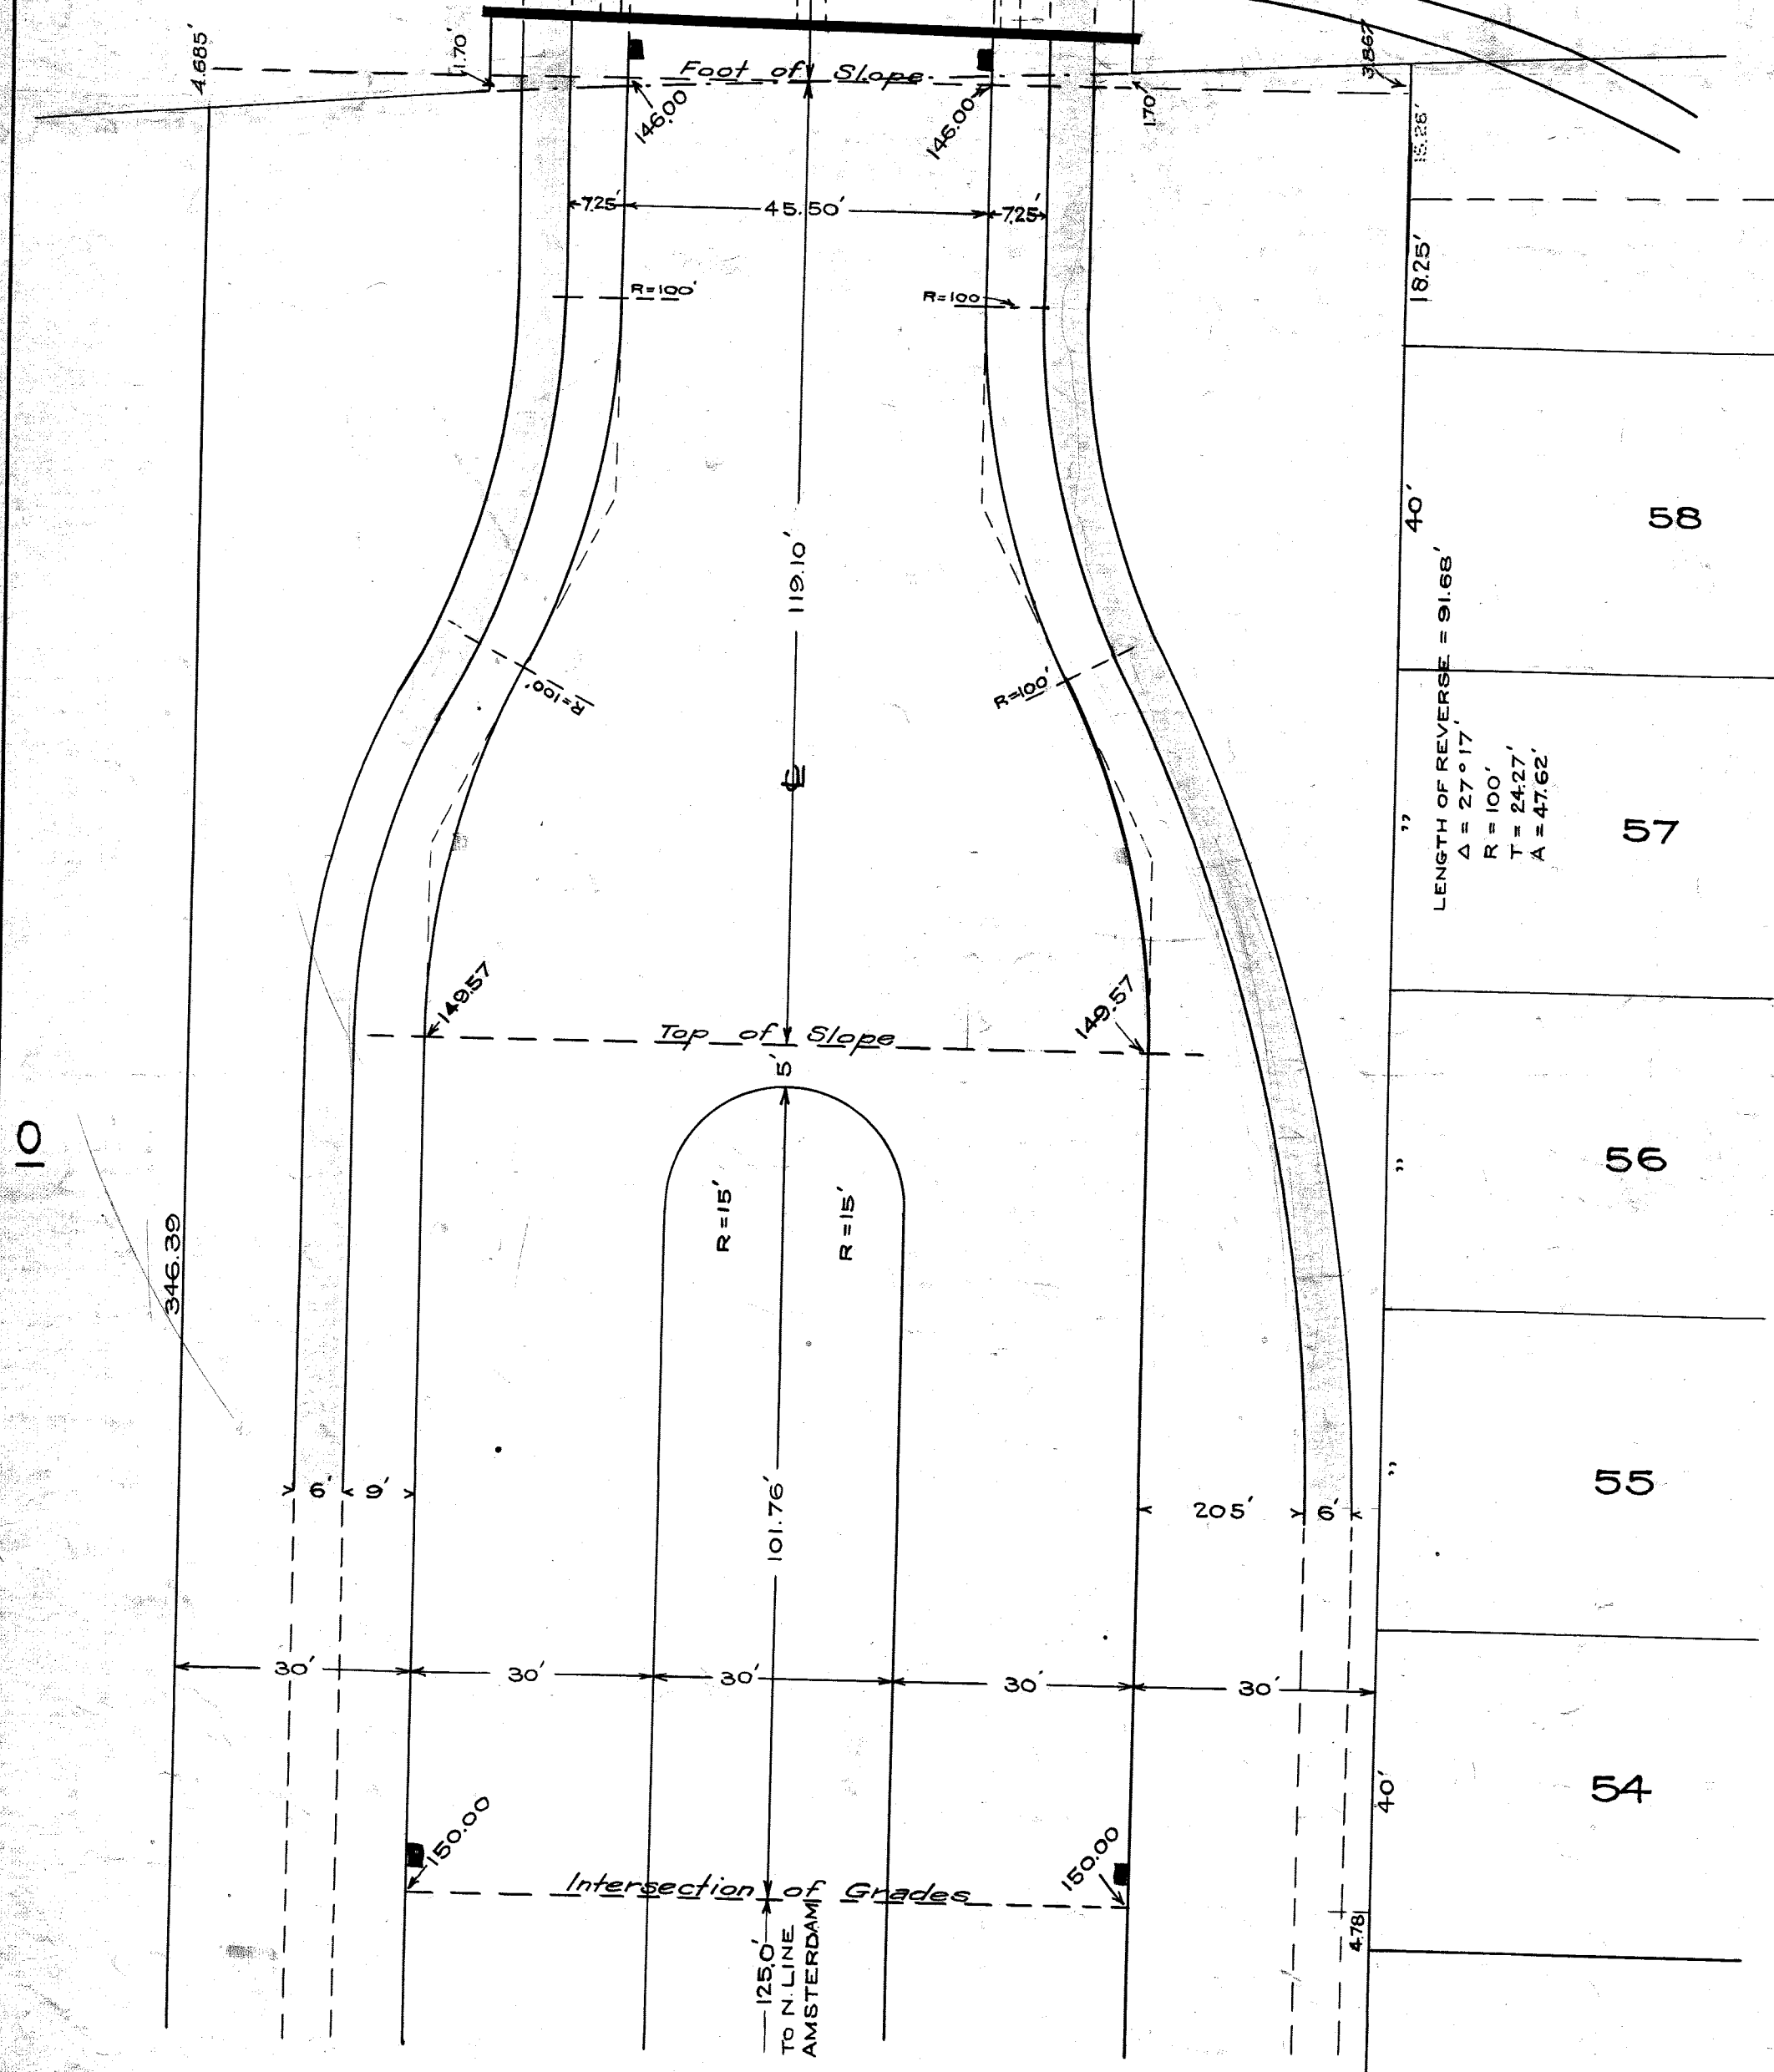 4.685'
1.70'
Foot of Slope
3.867
146.00
146.00
1.70'
15.26'
7.25'
45.50'
7.25'
18.25'
R=100'
R=100
40'
58
119.10'
R=100'
R=100'
LENGTH OF REVERSE = 91.68'
Δ = 27°17'
R = 100'
T = 24.27'
A = 47.62'
℄
"
57
149.57
149.57
Top of Slope
5'
10
R=15'
R=15'
"
56
346.39
6'
9'
101.76'
20.5'
6'
"
55
30'
30'
30'
30'
30'
40'
54
150.00
150.00
Intersection of Grades
125.0'
TO N. LINE
AMSTERDAM
4.781